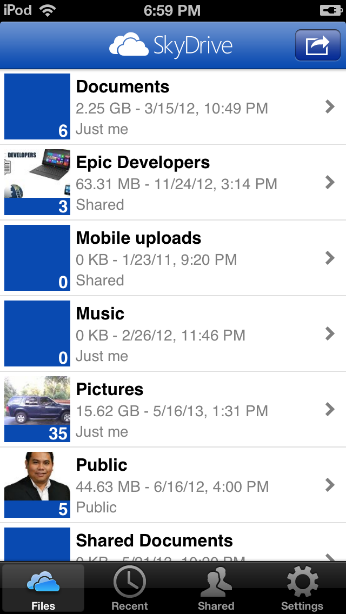 iPod 6:59 PM
SkyDrive
Documents
2.25 GB - 3/15/12, 10:49 PM
6
Just me
DEVELOPERS
Epic Developers
63.31 MB - 11/24/12, 3:14 PM
3
Shared
Mobile uploads
0 KB - 1/23/11, 9:20 PM
0
Shared
Music
0 KB - 2/26/12, 11:46 PM
0
Just me
Pictures
15.62 GB - 5/16/13, 1:31 PM
35
Just me
Public
44.63 MB - 6/16/12, 4:00 PM
5
Public
Shared Documents
Files Recent Shared Settings